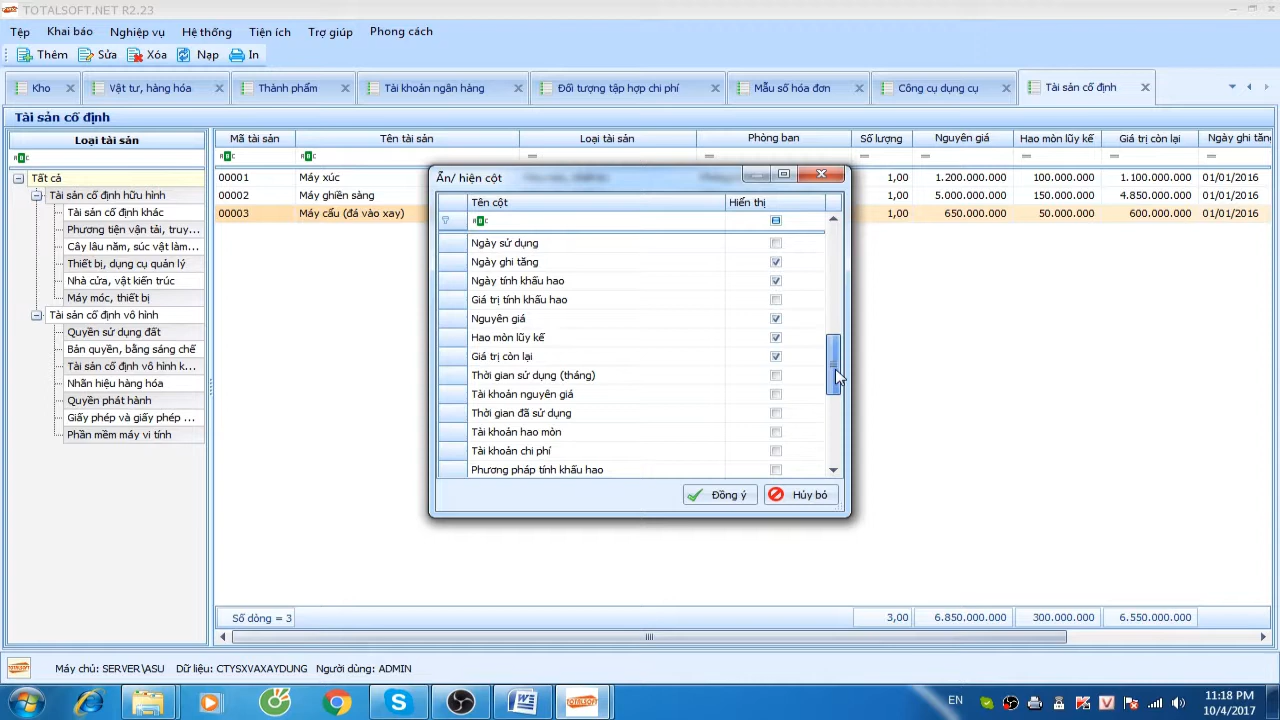 TOTALSOFT.NET R2.23
Tệp Khai báo Nghiệp vụ Hệ thống Tiện ích Trợ giúp Phong cách
Thêm Sửa Xóa Nạp In
Kho Vật tư, hàng hóa Thành phẩm Tài khoản ngân hàng Đối tượng tập hợp chi phí Mẫu số hóa đơn Công cụ dụng cụ Tài sản cố định
Tài sản cố định
Loại tài sản
Tất cả
Tài sản cố định hữu hình
Tài sản cố định khác
Phương tiện vận tải, truy...
Cây lâu năm, súc vật làm...
Thiết bị, dụng cụ quản lý
Nhà cửa, vật kiến trúc
Máy móc, thiết bị
Tài sản cố định vô hình
Quyền sử dụng đất
Bản quyền, bằng sáng chế
Tài sản cố định vô hình k...
Nhãn hiệu hàng hóa
Quyền phát hành
Giấy phép và giấy phép ...
Phần mềm máy vi tính
Mã tài sản Tên tài sản Loại tài sản Phòng ban Số lượng Nguyên giá Hao mòn lũy kế Giá trị còn lại Ngày ghi tăng
00001 Máy xúc 1,00 1.200.000.000 100.000.000 1.100.000.000 01/01/2016
00002 Máy ghiền sàng 1,00 5.000.000.000 150.000.000 4.850.000.000 01/01/2016
00003 Máy cẩu (đá vào xay) 1,00 650.000.000 50.000.000 600.000.000 01/01/2016
Ẩn/ hiện cột
Tên cột Hiển thị
Ngày sử dụng
Ngày ghi tăng
Ngày tính khấu hao
Giá trị tính khấu hao
Nguyên giá
Hao mòn lũy kế
Giá trị còn lại
Thời gian sử dụng (tháng)
Tài khoản nguyên giá
Thời gian đã sử dụng
Tài khoản hao mòn
Tài khoản chi phí
Phương pháp tính khấu hao
Đồng ý Hủy bỏ
Số dòng = 3 3,00 6.850.000.000 300.000.000 6.550.000.000
Máy chủ: SERVER\ASU Dữ liệu: CTYSXVAXAYDUNG Người dùng: ADMIN
EN 11:18 PM
10/4/2017